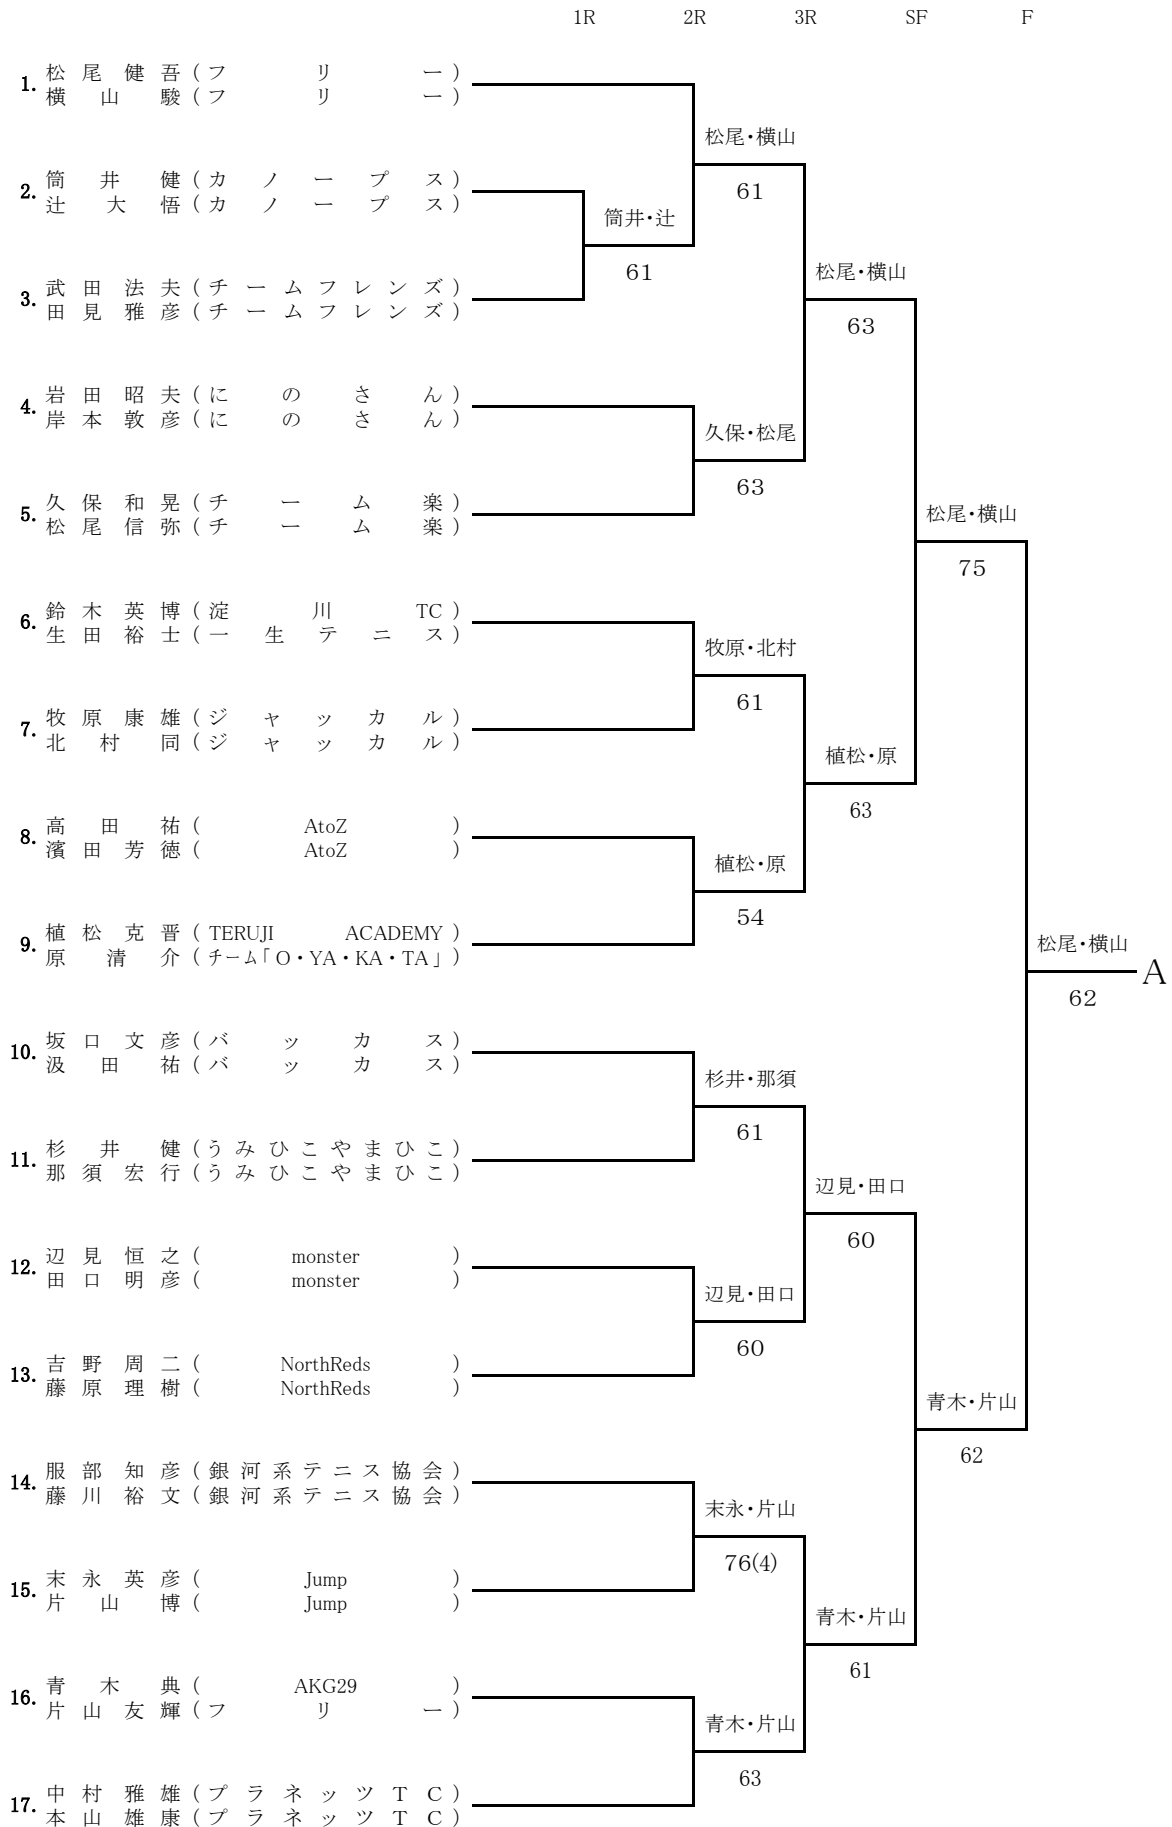 1R 2R 3R SF F
1. 松尾健吾(フリー)
横山駿(フリー)
松尾・横山
2. 筒井健(カノープス)
61
辻大悟(カノープス)
筒井・辻
61
松尾・横山
3. 武田法夫(チームフレンズ)
田見雅彦(チームフレンズ)
63
4. 岩田昭夫(にのさん)
岸本敦彦(にのさん)
久保・松尾
63
5. 久保和晃(チーム楽)
松尾信弥(チーム楽)
松尾・横山
75
6. 鈴木英博(淀川TC)
生田裕士(一生テニス)
牧原・北村
61
7. 牧原康雄(ジャッカル)
北村同(ジャッカル)
植松・原
63
8. 高田祐(AtoZ)
濱田芳徳(AtoZ)
植松・原
54
9. 植松克晋(TERUJI ACADEMY)
原清介(チーム「O・YA・KA・TA」)
松尾・横山
A
62
10. 坂口文彦(バッカス)
汲田祐(バッカス)
杉井・那須
61
11. 杉井健(うみひこやまひこ)
那須宏行(うみひこやまひこ)
辺見・田口
60
12. 辺見恒之(monster)
田口明彦(monster)
辺見・田口
60
13. 吉野周二(NorthReds)
藤原理樹(NorthReds)
青木・片山
62
14. 服部知彦(銀河系テニス協会)
藤川裕文(銀河系テニス協会)
末永・片山
76(4)
15. 末永英彦(Jump)
片山博(Jump)
青木・片山
61
16. 青木典(AKG29)
片山友輝(フリー)
青木・片山
63
17. 中村雅雄(プラネッツTC)
本山雄康(プラネッツTC)